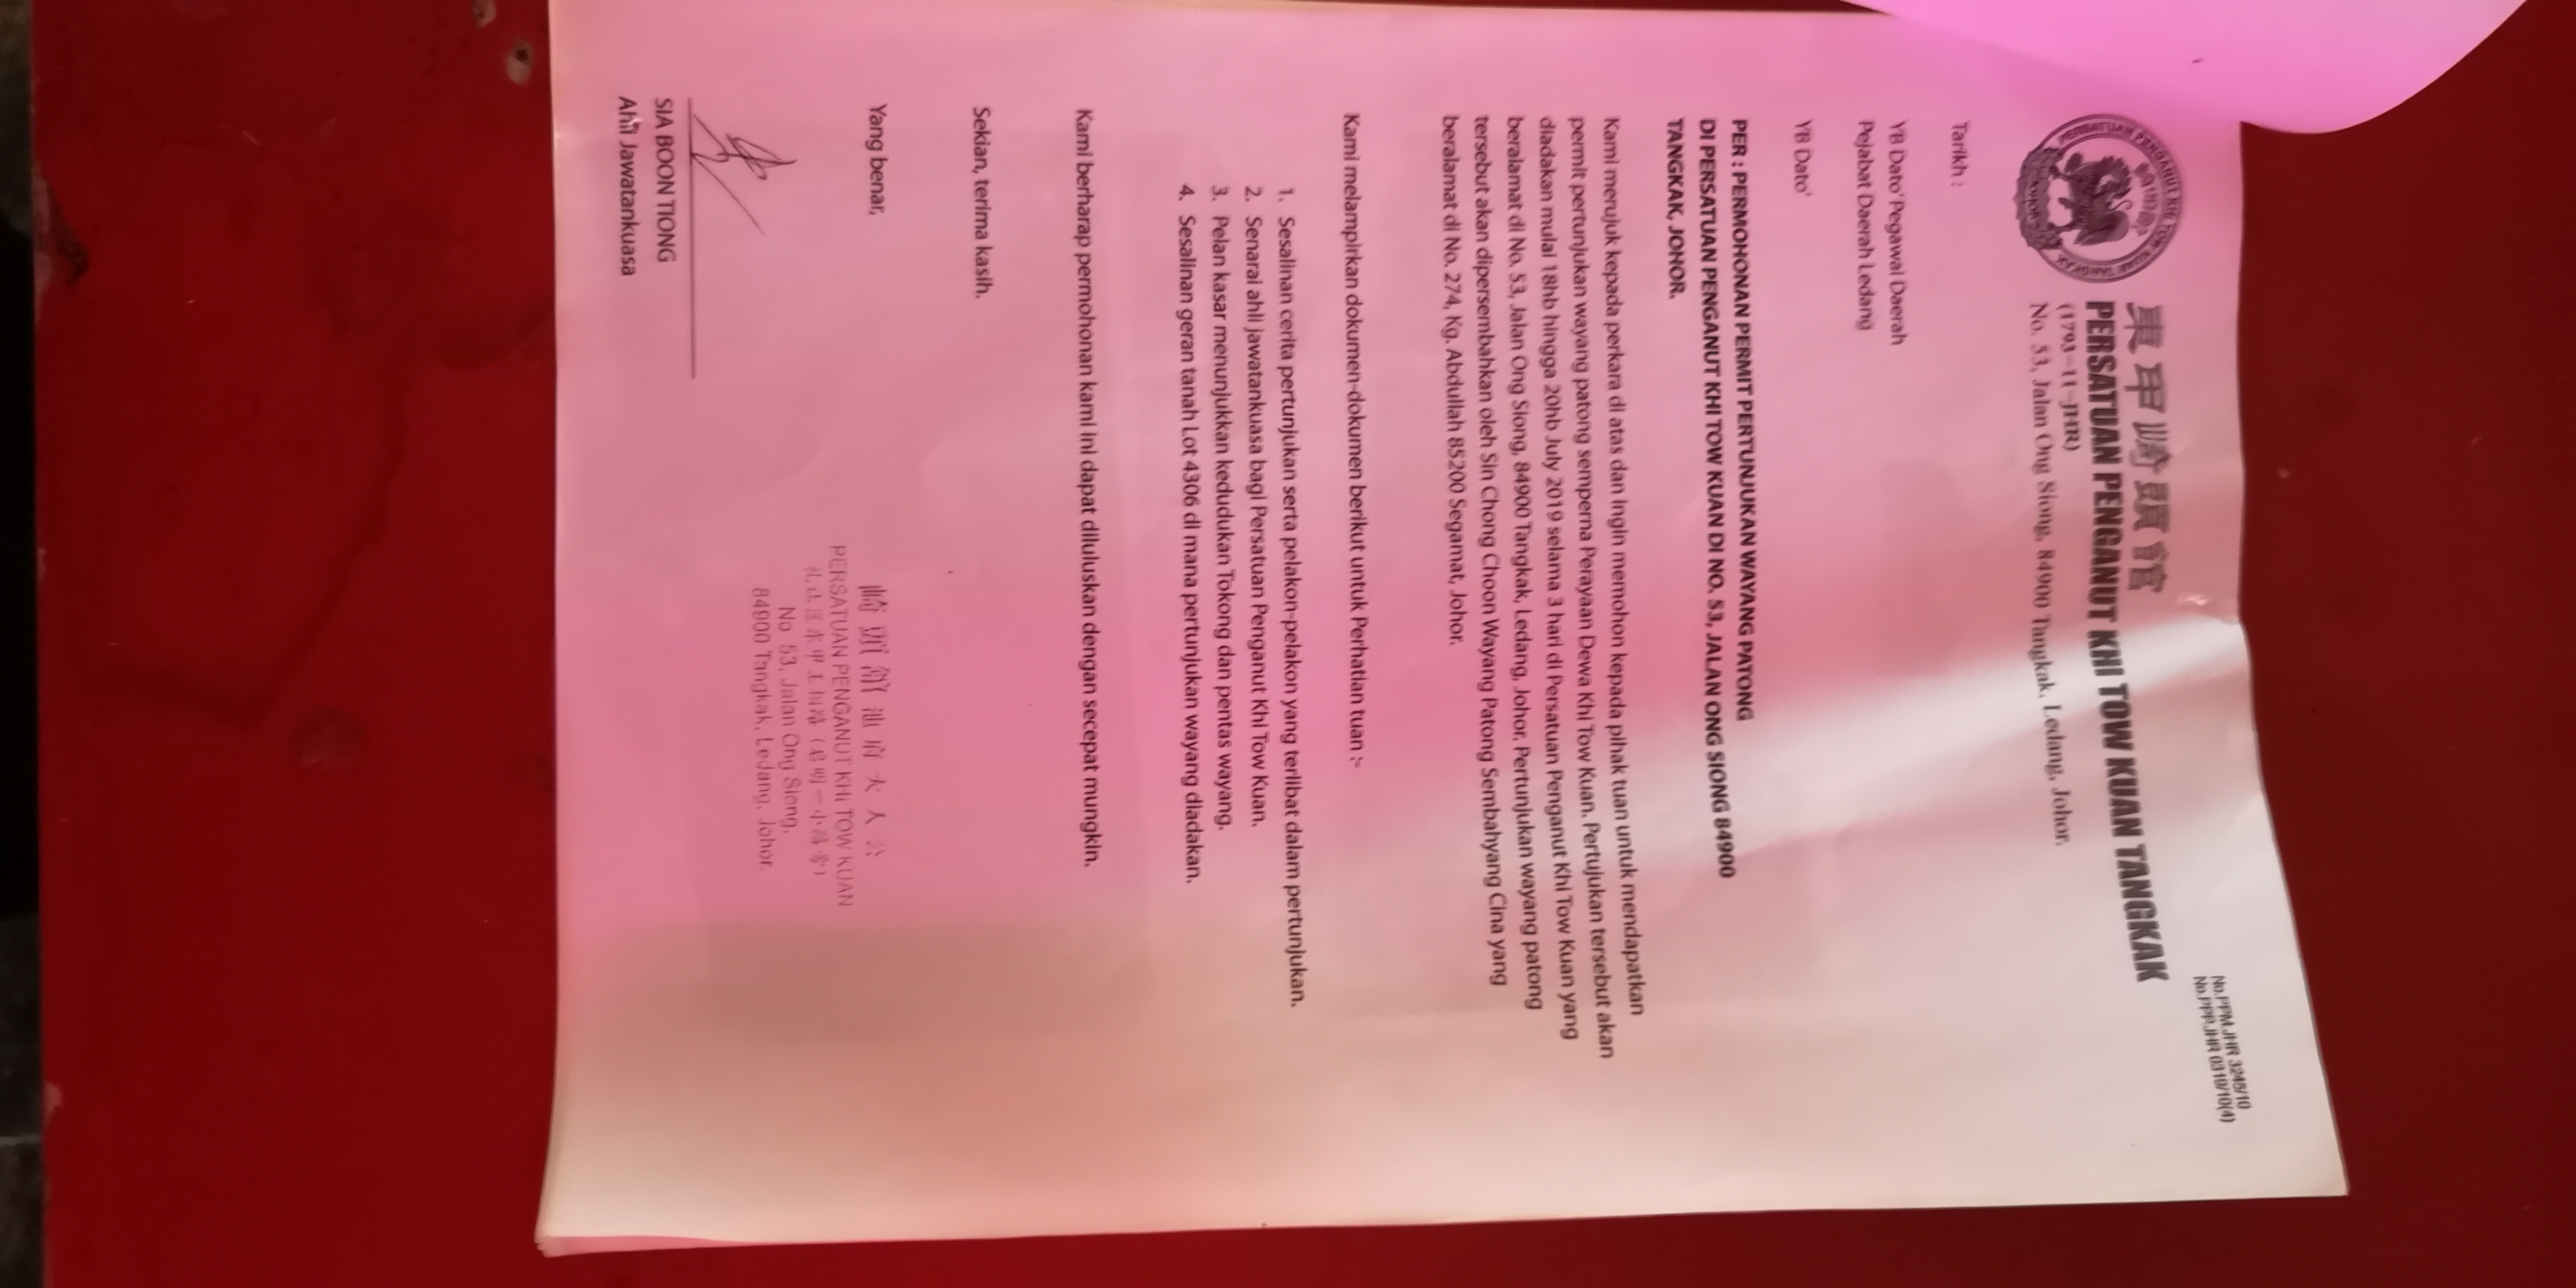 No.PPM.JHR 3245/10
No.PPP.JHR 0319/10(4)
東甲崎頭館
PERSATUAN PENGANUT KHI TOW KUAN TANGKAK
(1793-11-JHR)
No. 53, Jalan Ong Siong, 84900 Tangkak, Ledang, Johor.
Tarikh :
YB Dato' Pegawai Daerah
Pejabat Daerah Ledang
YB Dato'
PER : PERMOHONAN PERMIT PERTUNJUKAN WAYANG PATONG
DI PERSATUAN PENGANUT KHI TOW KUAN DI NO. 53, JALAN ONG SIONG 84900
TANGKAK, JOHOR.
Kami merujuk kepada perkara di atas dan ingin memohon kepada pihak tuan untuk mendapatkan
permit pertunjukan wayang patong semperna Perayaan Dewa Khi Tow Kuan. Pertujukan tersebut akan
diadakan mulai 18hb hingga 20hb July 2019 selama 3 hari di Persatuan Penganut Khi Tow Kuan yang
beralamat di No. 53, Jalan Ong Siong, 84900 Tangkak, Ledang, Johor. Pertunjukan wayang patong
tersebut akan dipersembahkan oleh Sin Chong Choon Wayang Patong Sembahyang Cina yang
beralamat di No. 274, Kg. Abdullah 85200 Segamat, Johor.
Kami melampirkan dokumen-dokumen berikut untuk Perhatian tuan :-
1. Sesalinan cerita pertunjukan serta pelakon-pelakon yang terlibat dalam pertunjukan.
2. Senarai ahli jawatankuasa bagi Persatuan Penganut Khi Tow Kuan.
3. Pelan kasar menunjukkan kedudukan Tokong dan pentas wayang.
4. Sesalinan geran tanah Lot 4306 di mana pertunjukan wayang diadakan.
Kami berharap permohonan kami ini dapat diluluskan dengan secepat mungkin.
Sekian, terima kasih.
Yang benar,
崎頭館池府大人公
PERSATUAN PENGANUT KHI TOW KUAN
No 53, Jalan Ong Siong,
84900 Tangkak, Ledang, Johor.
SIA BOON TIONG
Ahli Jawatankuasa